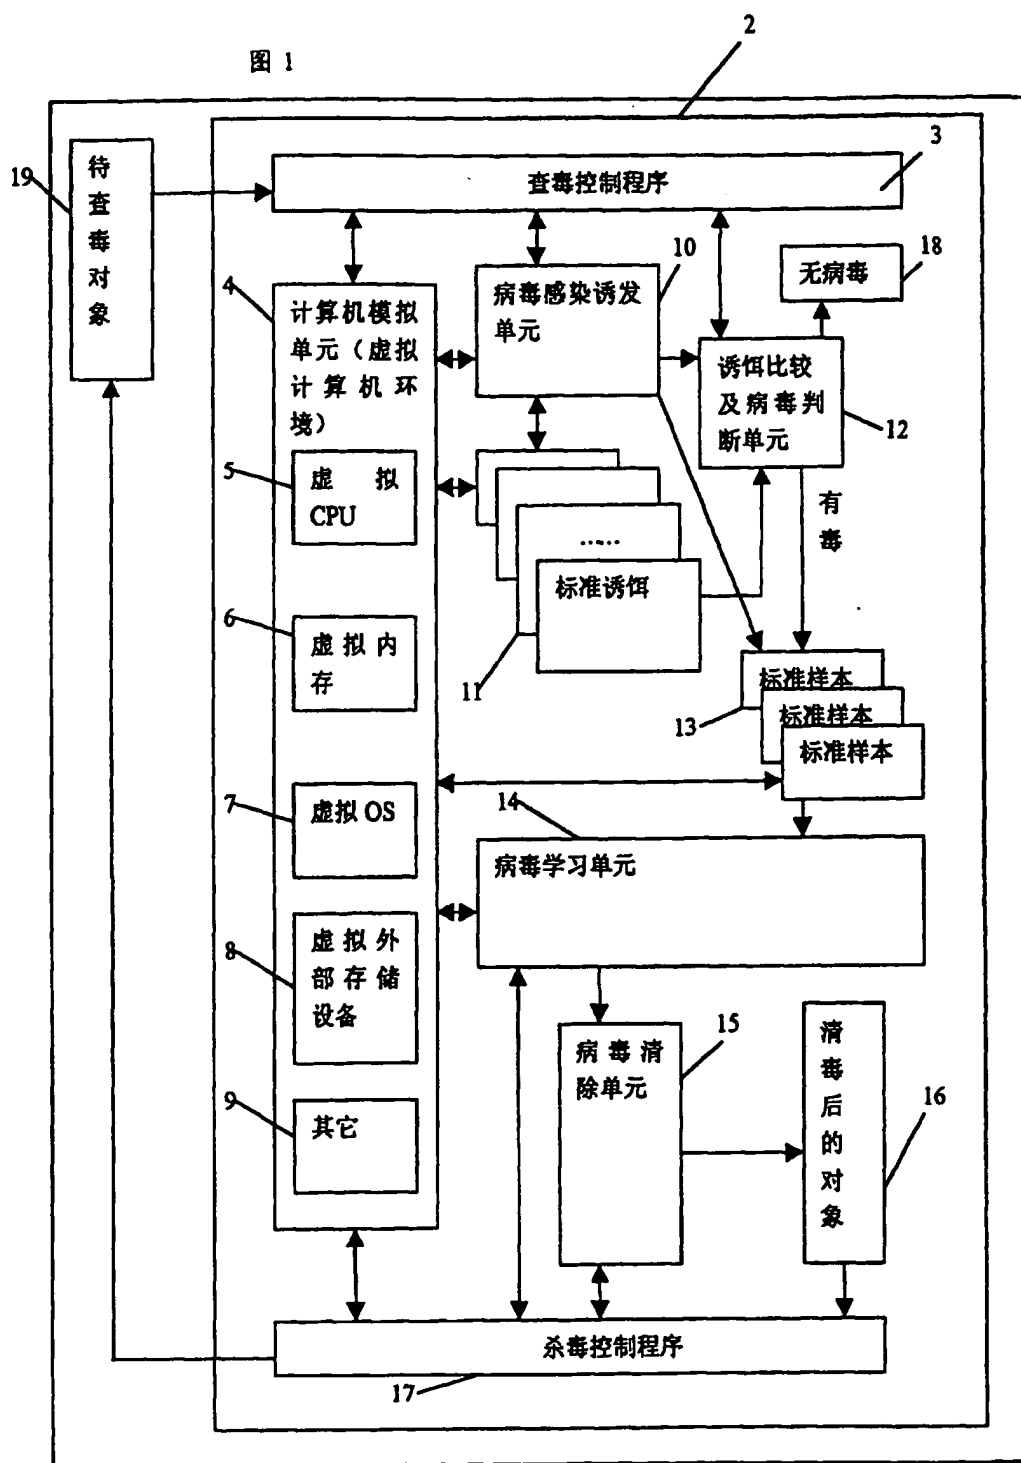 图 1
2
19
待
查
毒
对
象
查毒控制程序
3
4
计算机模拟
单元（虚拟
计算机环
境）
病毒感染诱发
单元
10
无病毒
18
诱饵比较
及病毒判
断单元
12
5
虚拟
CPU
......
标准诱饵
11
有
毒
6
虚拟内
存
标准样本
标准样本
标准样本
13
7
虚拟OS
14
病毒学习单元
8
虚拟外
部存储
设备
病毒清
除单元
15
清
毒
后
的
对
象
16
9
其它
杀毒控制程序
17